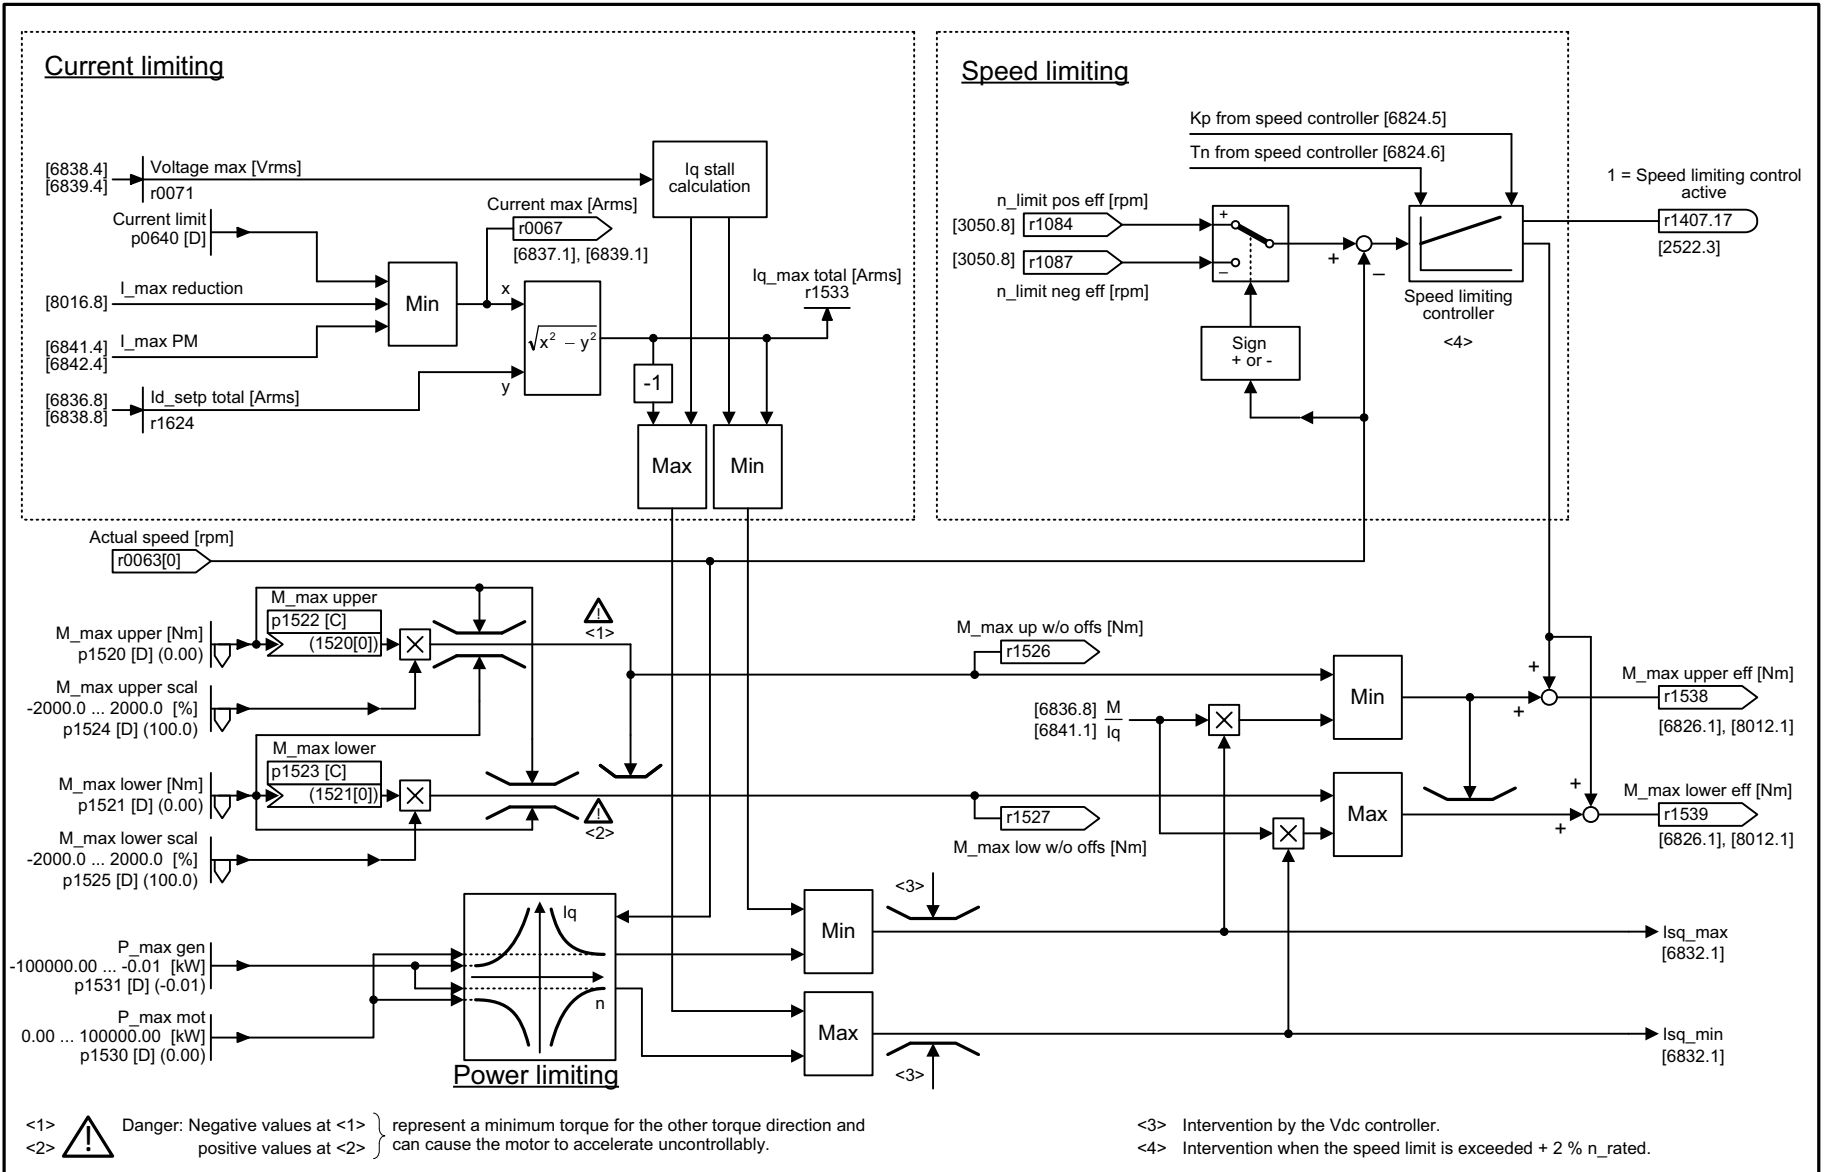 Current limiting
[6838.4]
[6839.4]
Voltage max [Vrms]
r0071
Current limit
p0640 [D]
I_max reduction
[8016.8]
I_max PM
[6841.4]
[6842.4]
[6836.8]
[6838.8]
Id_setp total [Arms]
r1624
Min
Current max [Arms]
r0067
[6837.1], [6839.1]
x
y
√x² – y²
Iq stall
calculation
Iq_max total [Arms]
r1533
-1
Max
Min
Speed limiting
Kp from speed controller [6824.5]
Tn from speed controller [6824.6]
n_limit pos eff [rpm]
[3050.8]
r1084
[3050.8]
r1087
n_limit neg eff [rpm]
+
–
Sign
+ or -
+
–
Speed limiting
controller
<4>
1 = Speed limiting control
active
r1407.17
[2522.3]
Actual speed [rpm]
r0063[0]
M_max upper [Nm]
p1520 [D] (0.00)
M_max upper
p1522 [C]
(1520[0])
×
M_max upper scal
-2000.0 ... 2000.0 [%]
p1524 [D] (100.0)
!
<1>
M_max lower [Nm]
p1521 [D] (0.00)
M_max lower
p1523 [C]
(1521[0])
×
M_max lower scal
-2000.0 ... 2000.0 [%]
p1525 [D] (100.0)
!
<2>
M_max up w/o offs [Nm]
r1526
[6836.8]
[6841.1]
M
Iq
×
Min
r1527
M_max low w/o offs [Nm]
×
Max
+
+
M_max upper eff [Nm]
r1538
[6826.1], [8012.1]
+
+
M_max lower eff [Nm]
r1539
[6826.1], [8012.1]
P_max gen
-100000.00 ... -0.01 [kW]
p1531 [D] (-0.01)
P_max mot
0.00 ... 100000.00 [kW]
p1530 [D] (0.00)
Iq
n
Power limiting
Min
<3>
Isq_max
[6832.1]
Max
<3>
Isq_min
[6832.1]
<1>
<2>
!
Danger: Negative values at <1>
positive values at <2>
represent a minimum torque for the other torque direction and
can cause the motor to accelerate uncontrollably.
<3> Intervention by the Vdc controller.
<4> Intervention when the speed limit is exceeded + 2 % n_rated.